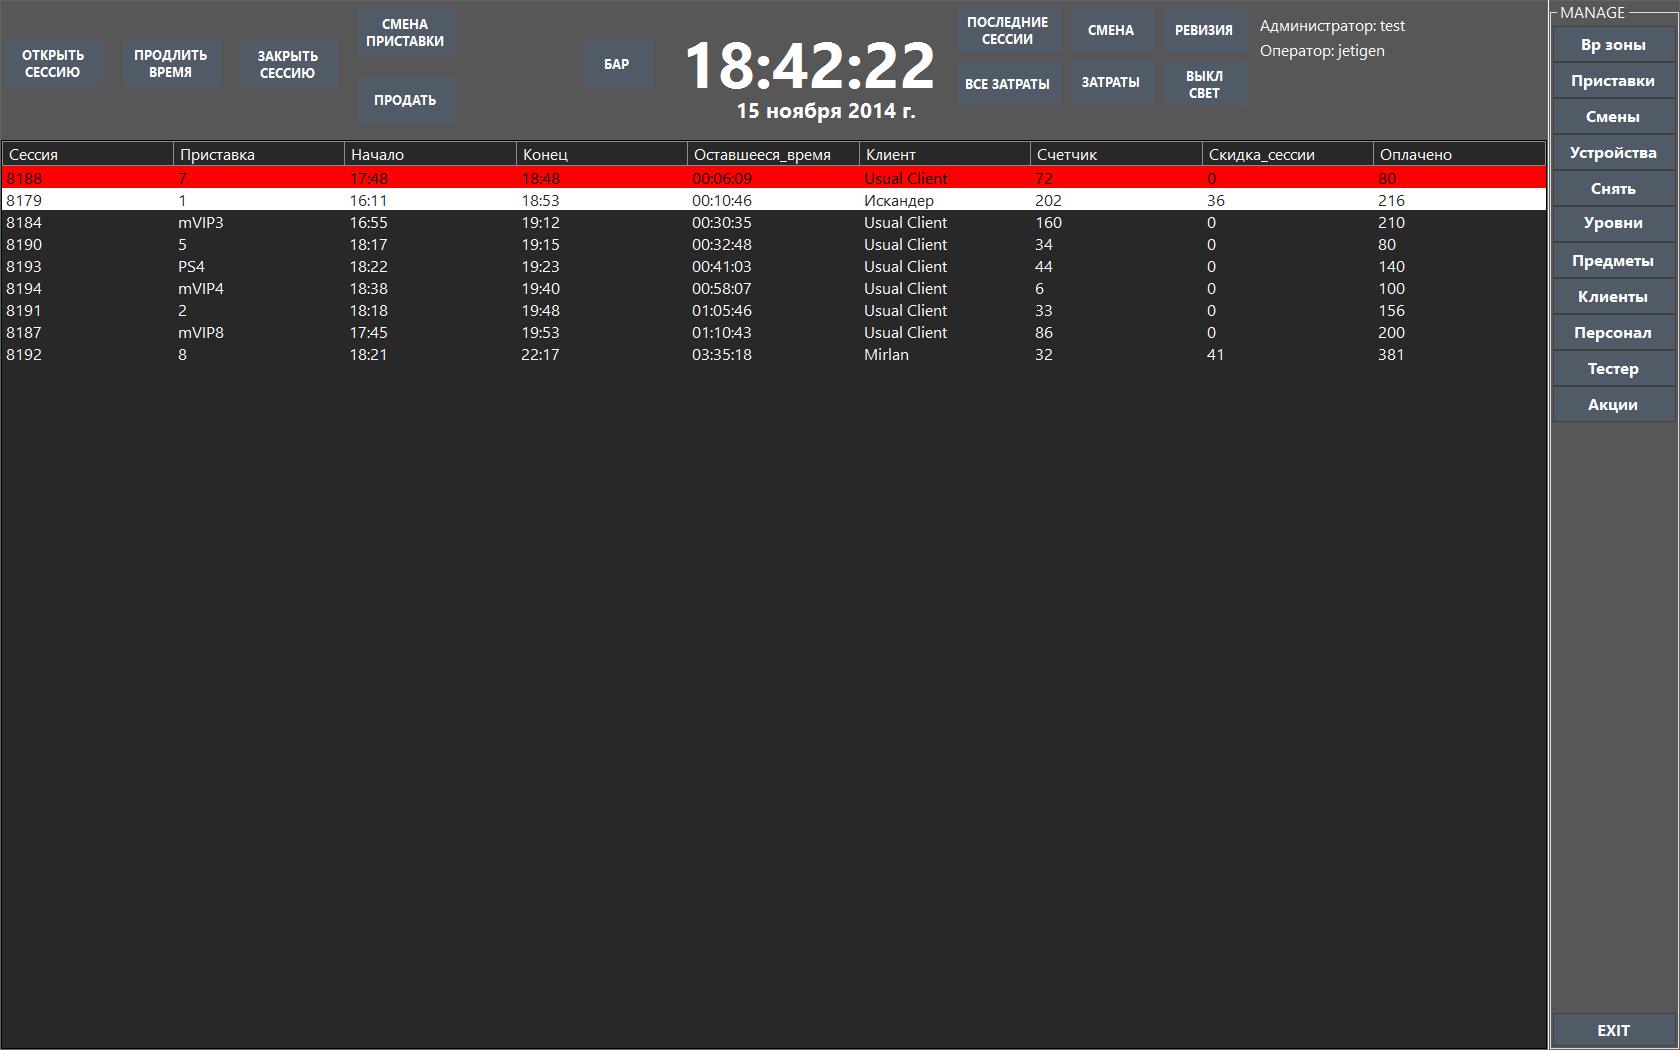 ОТКРЫТЬ
СЕССИЮ
ПРОДЛИТЬ
ВРЕМЯ
ЗАКРЫТЬ
СЕССИЮ
СМЕНА
ПРИСТАВКИ
ПРОДАТЬ
БАР
18:42:22
15 ноября 2014 г.
ПОСЛЕДНИЕ
СЕССИИ
СМЕНА
РЕВИЗИЯ
ВСЕ ЗАТРАТЫ
ЗАТРАТЫ
ВЫКЛ
СВЕТ
Администратор: test
Оператор: jetigen
Сессия Приставка Начало Конец Оставшееся_время Клиент Счетчик Скидка_сессии Оплачено
8188 7 17:48 18:48 00:06:09 Usual Client 72 0 80
8179 1 16:11 18:53 00:10:46 Искандер 202 36 216
8184 mVIP3 16:55 19:12 00:30:35 Usual Client 160 0 210
8190 5 18:17 19:15 00:32:48 Usual Client 34 0 80
8193 PS4 18:22 19:23 00:41:03 Usual Client 44 0 140
8194 mVIP4 18:38 19:40 00:58:07 Usual Client 6 0 100
8191 2 18:18 19:48 01:05:46 Usual Client 33 0 156
8187 mVIP8 17:45 19:53 01:10:43 Usual Client 86 0 200
8192 8 18:21 22:17 03:35:18 Mirlan 32 41 381
MANAGE
Вр зоны
Приставки
Смены
Устройства
Снять
Уровни
Предметы
Клиенты
Персонал
Тестер
Акции
EXIT